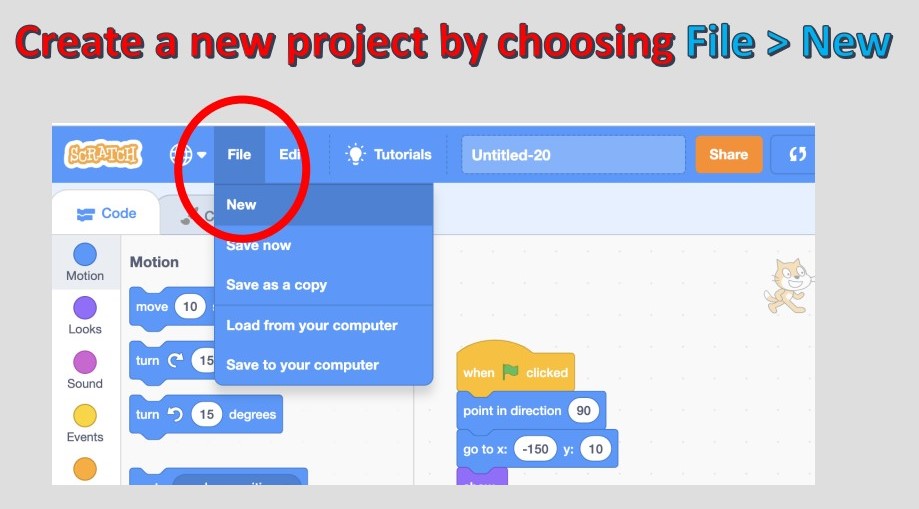 Create a new project by choosing File > New
SCRATCH
File
Tutorials
Untitled-20
Share
New
Save now
Save as a copy
Load from your computer
Save to your computer
Code
Motion
Looks
Sound
Events
Motion
move 10
turn 15
turn 15 degrees
when clicked
point in direction 90
go to x: -150 y: 10